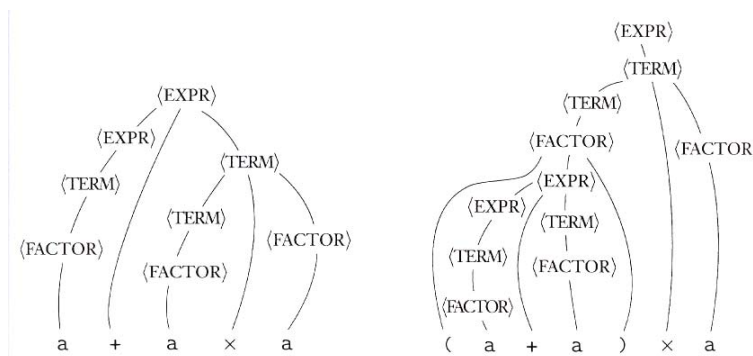 ⟨EXPR⟩
⟨EXPR⟩
⟨TERM⟩
⟨TERM⟩
⟨TERM⟩
⟨FACTOR⟩
⟨FACTOR⟩
⟨FACTOR⟩
a + a × a
⟨EXPR⟩
⟨TERM⟩
⟨TERM⟩
⟨FACTOR⟩
⟨FACTOR⟩
⟨EXPR⟩
⟨EXPR⟩
⟨TERM⟩
⟨TERM⟩
⟨FACTOR⟩
⟨FACTOR⟩
( a + a ) × a